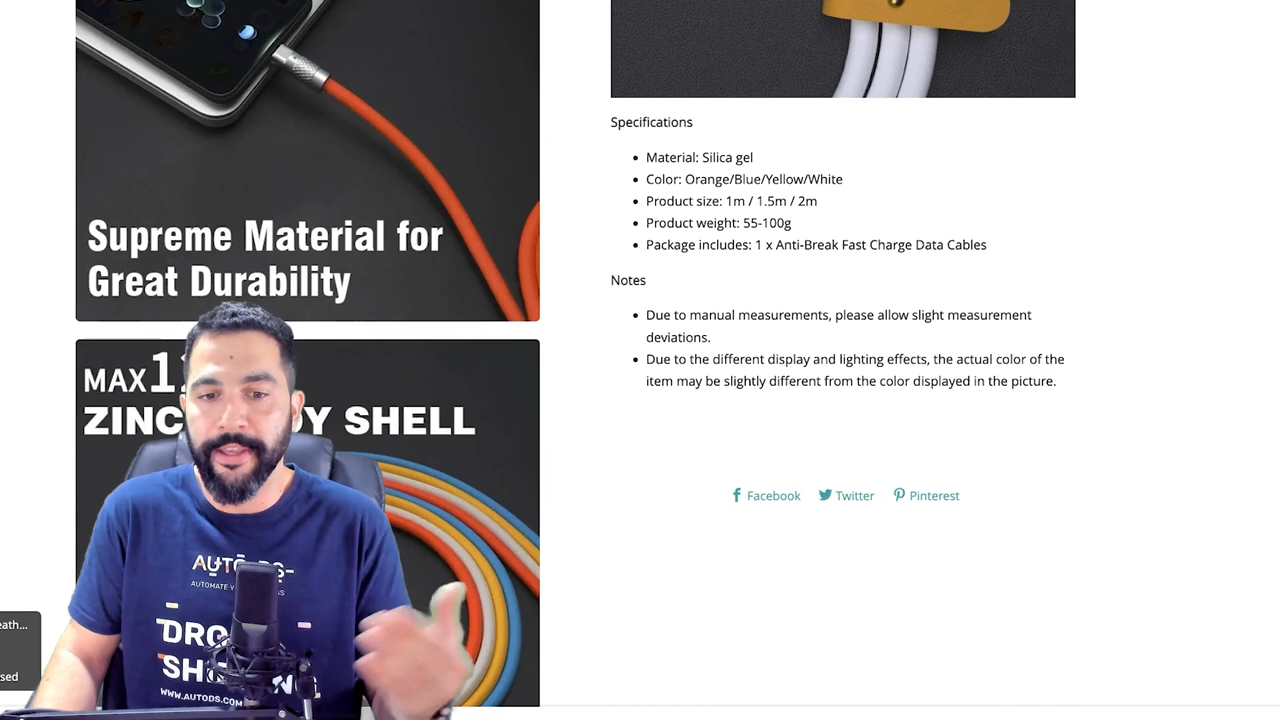 Supreme Material for
Great Durability
MAX
SHELL
AUTO DS
AUTOMATE
WWW.AUTODS.COM
sed
Specifications
Material: Silica gel
Color: Orange/Blue/Yellow/White
Product size: 1m / 1.5m / 2m
Product weight: 55-100g
Package includes: 1 x Anti-Break Fast Charge Data Cables
Notes
Due to manual measurements, please allow slight measurement
deviations.
Due to the different display and lighting effects, the actual color of the
item may be slightly different from the color displayed in the picture.
Facebook
Twitter
Pinterest